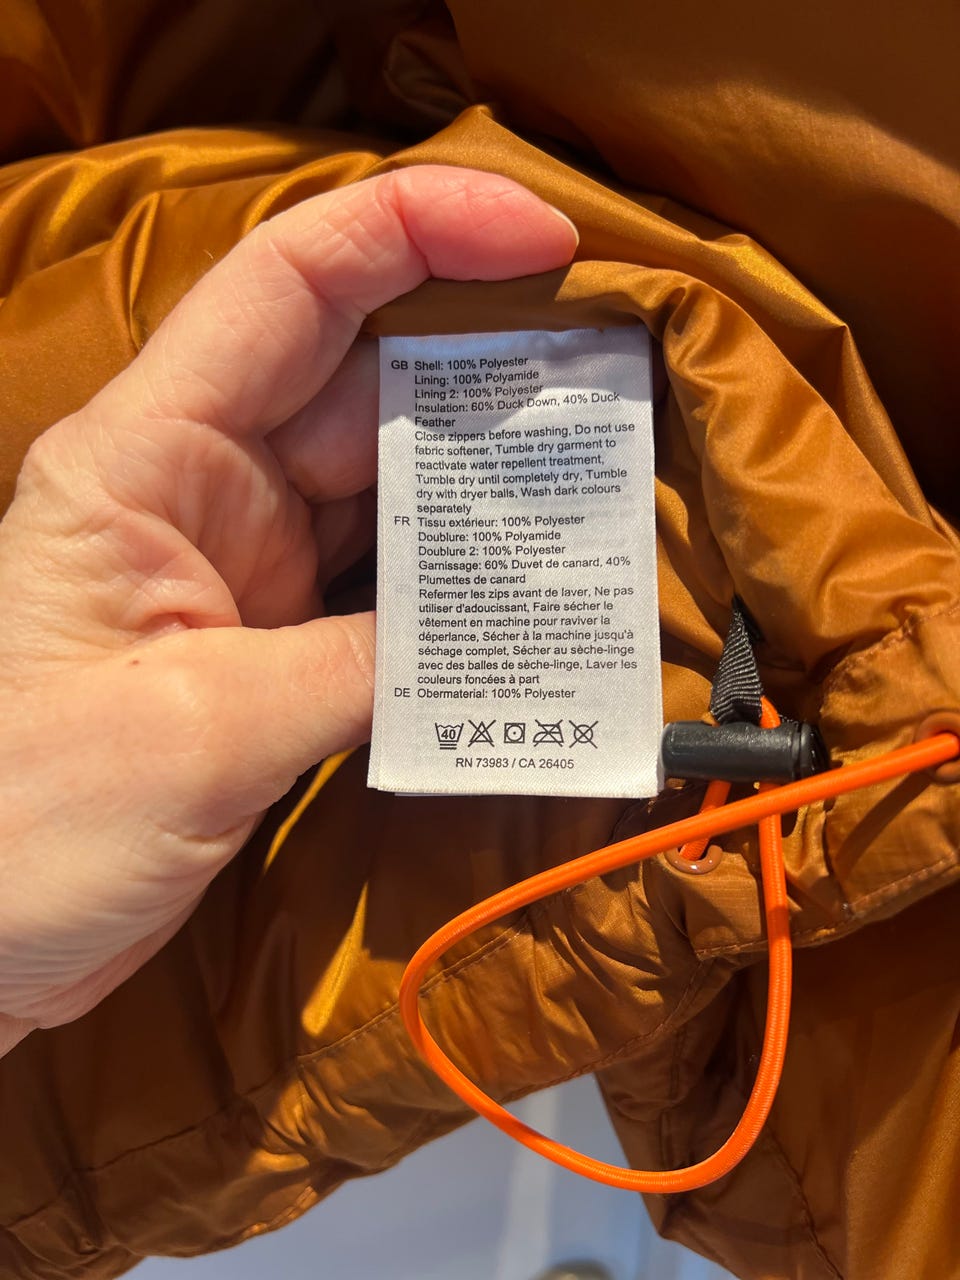 GB Shell: 100% Polyester
Lining: 100% Polyamide
Lining 2: 100% Polyester
Insulation: 60% Duck Down, 40% Duck
Feather
Close zippers before washing, Do not use
fabric softener, Tumble dry garment to
reactivate water repellent treatment,
Tumble dry until completely dry, Tumble
dry with dryer balls, Wash dark colours
separately
FR Tissu extérieur: 100% Polyester
Doublure: 100% Polyamide
Doublure 2: 100% Polyester
Garnissage: 60% Duvet de canard, 40%
Plumettes de canard
Refermer les zips avant de laver, Ne pas
utiliser d'adoucissant, Faire sécher le
vêtement en machine pour raviver la
déperlance, Sécher à la machine jusqu'à
séchage complet, Sécher au sèche-linge
avec des balles de sèche-linge, Laver les
couleurs foncées à part
DE Obermaterial: 100% Polyester
40
RN 73983 / CA 26405